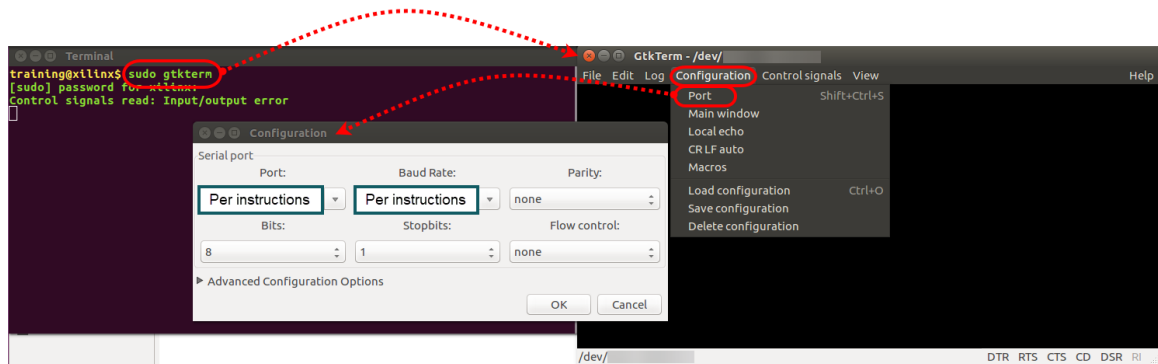 Terminal
training@xilinx$ sudo gtkterm
[sudo] password for xilinx:
Control signals read: Input/output error
GtkTerm - /dev/
File Edit Log Configuration Control signals View Help
Port Shift+Ctrl+S
Main window
Local echo
CR LF auto
Macros
Load configuration Ctrl+O
Save configuration
Delete configuration
Configuration
Serial port
Port: Baud Rate: Parity:
Per instructions Per instructions none
Bits: Stopbits: Flow control:
8 1 none
Advanced Configuration Options
OK Cancel
/dev/ DTR RTS CTS CD DSR RI